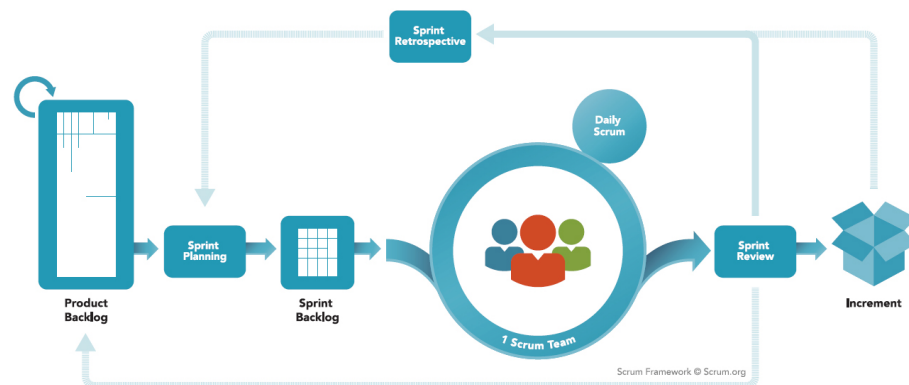 Sprint
Retrospective
Daily
Scrum
Sprint
Planning
Sprint
Review
Product
Backlog
Sprint
Backlog
Increment
1 Scrum Team
Scrum Framework © Scrum.org